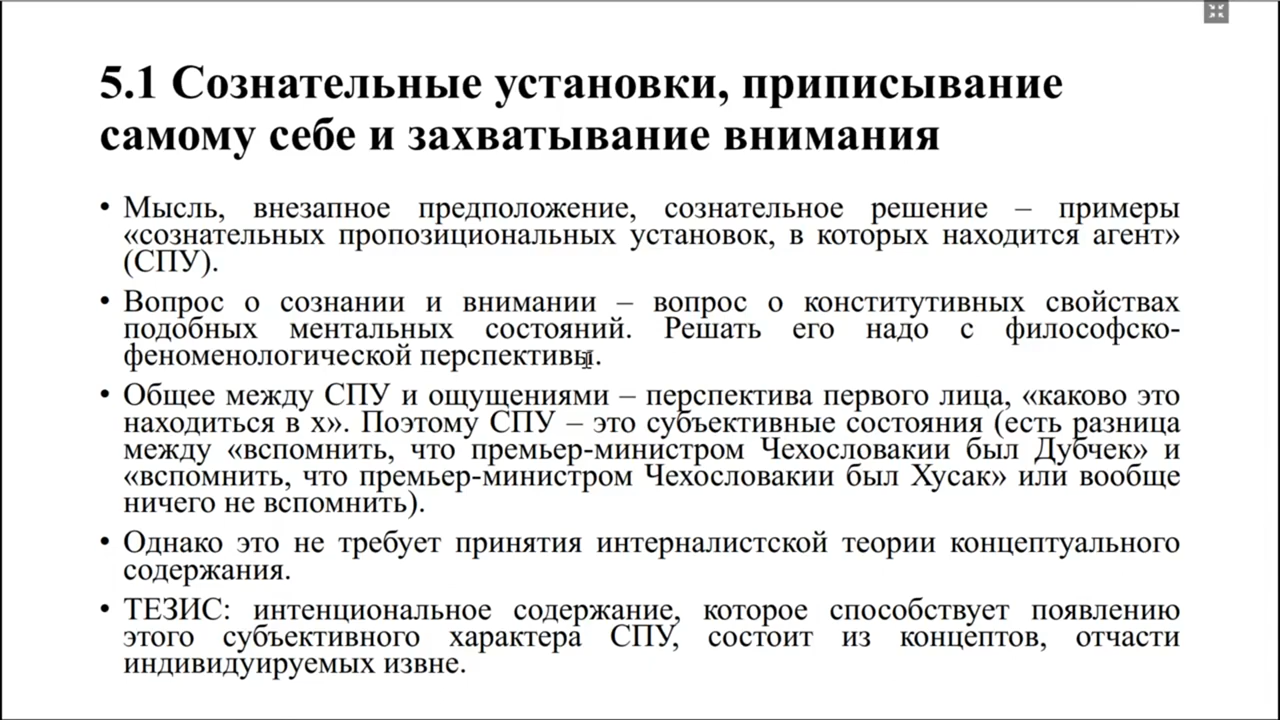 5.1 Сознательные установки, приписывание
самому себе и захватывание внимания
• Мысль, внезапное предположение, сознательное решение – примеры
«сознательных пропозициональных установок, в которых находится агент»
(СПУ).
• Вопрос о сознании и внимании – вопрос о конститутивных свойствах
подобных ментальных состояний. Решать его надо с философско-
феноменологической перспективы.
• Общее между СПУ и ощущениями – перспектива первого лица, «каково это
находиться в х». Поэтому СПУ – это субъективные состояния (есть разница
между «вспомнить, что премьер-министром Чехословакии был Дубчек» и
«вспомнить, что премьер-министром Чехословакии был Хусак» или вообще
ничего не вспомнить).
• Однако это не требует принятия интерналистской теории концептуального
содержания.
• ТЕЗИС: интенциональное содержание, которое способствует появлению
этого субъективного характера СПУ, состоит из концептов, отчасти
индивидуируемых извне.